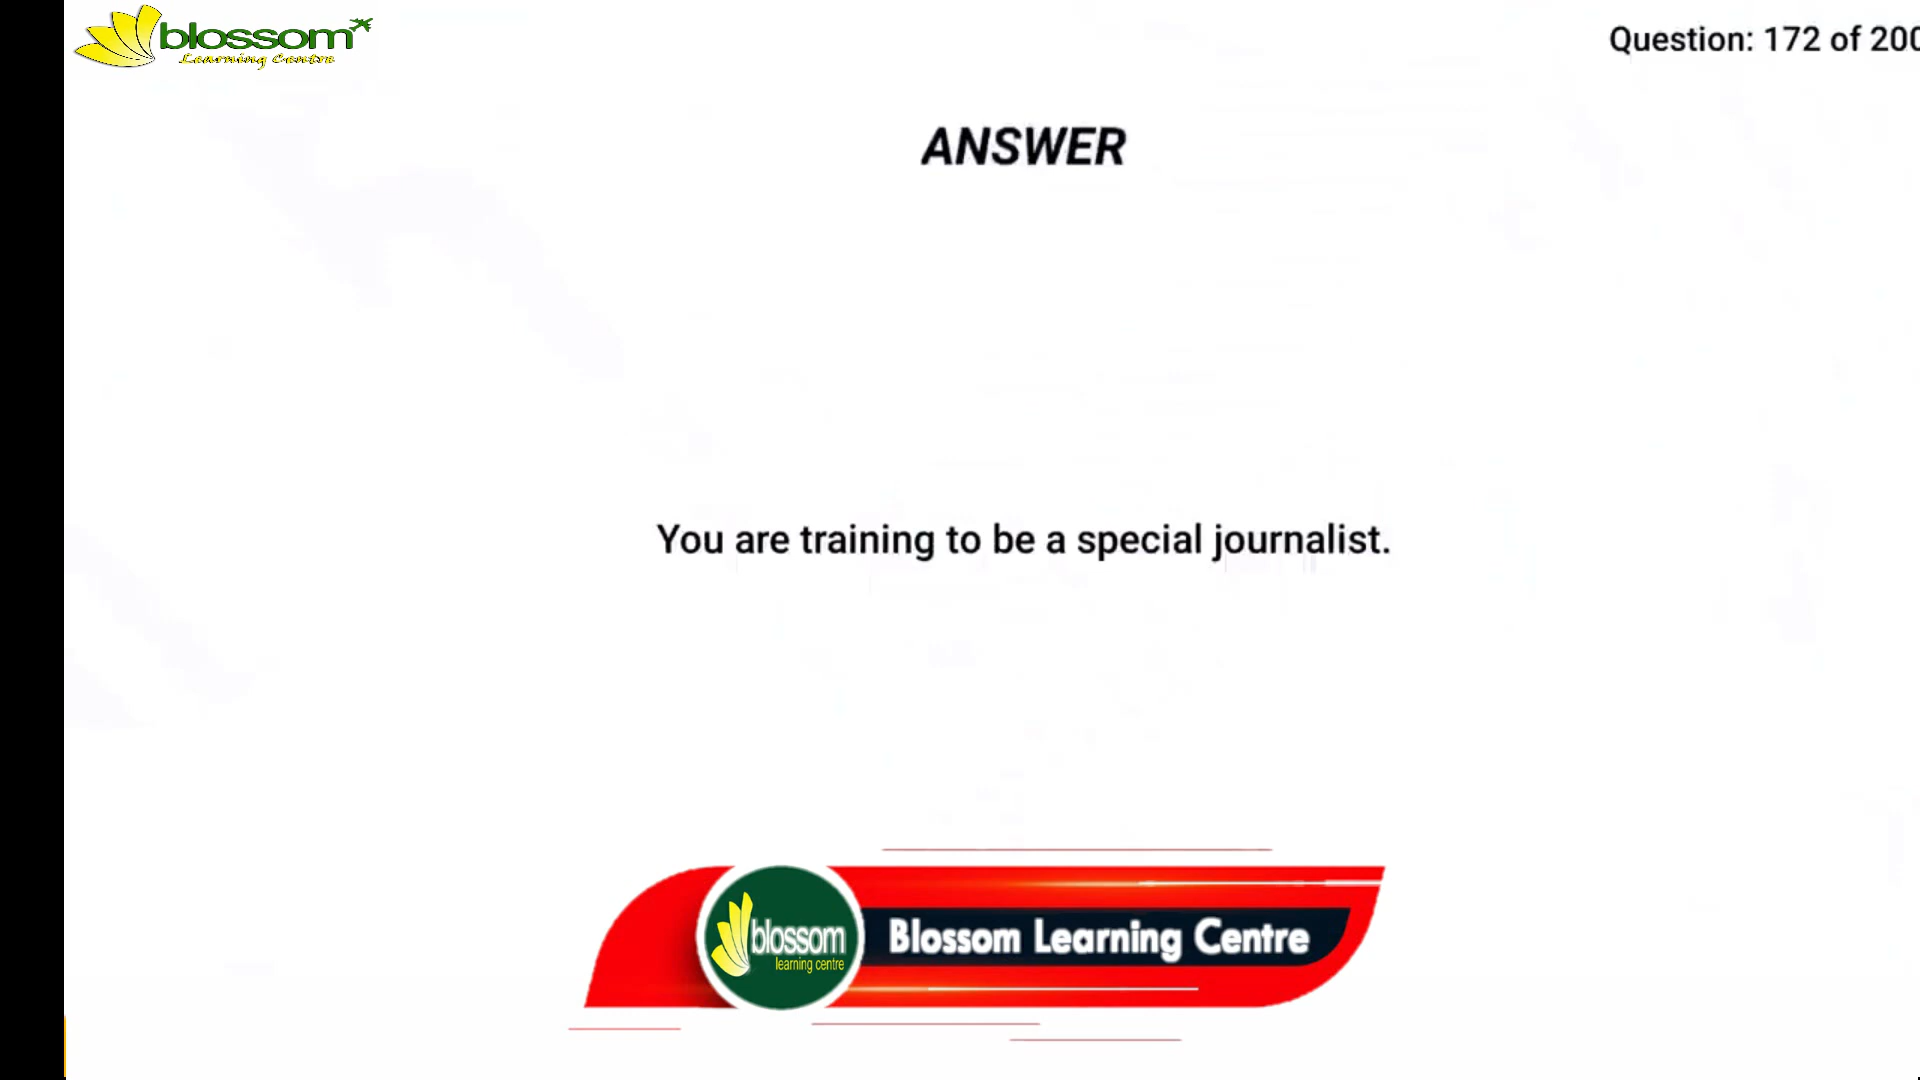 blossom
Learning Centre
Question: 172 of 200
ANSWER
You are training to be a special journalist.
blossom
learning centre
Blossom Learning Centre